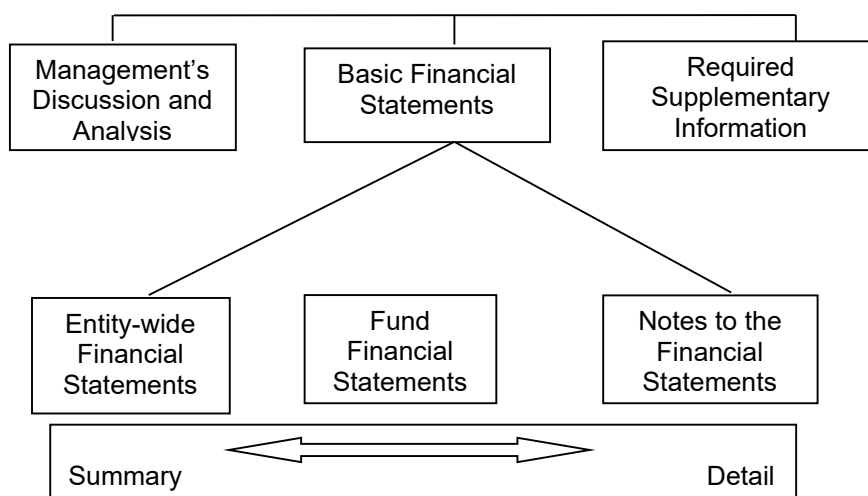 Management's
Discussion and
Analysis
Basic Financial
Statements
Required
Supplementary
Information
Entity-wide
Financial
Statements
Fund
Financial
Statements
Notes to the
Financial
Statements
Summary
Detail